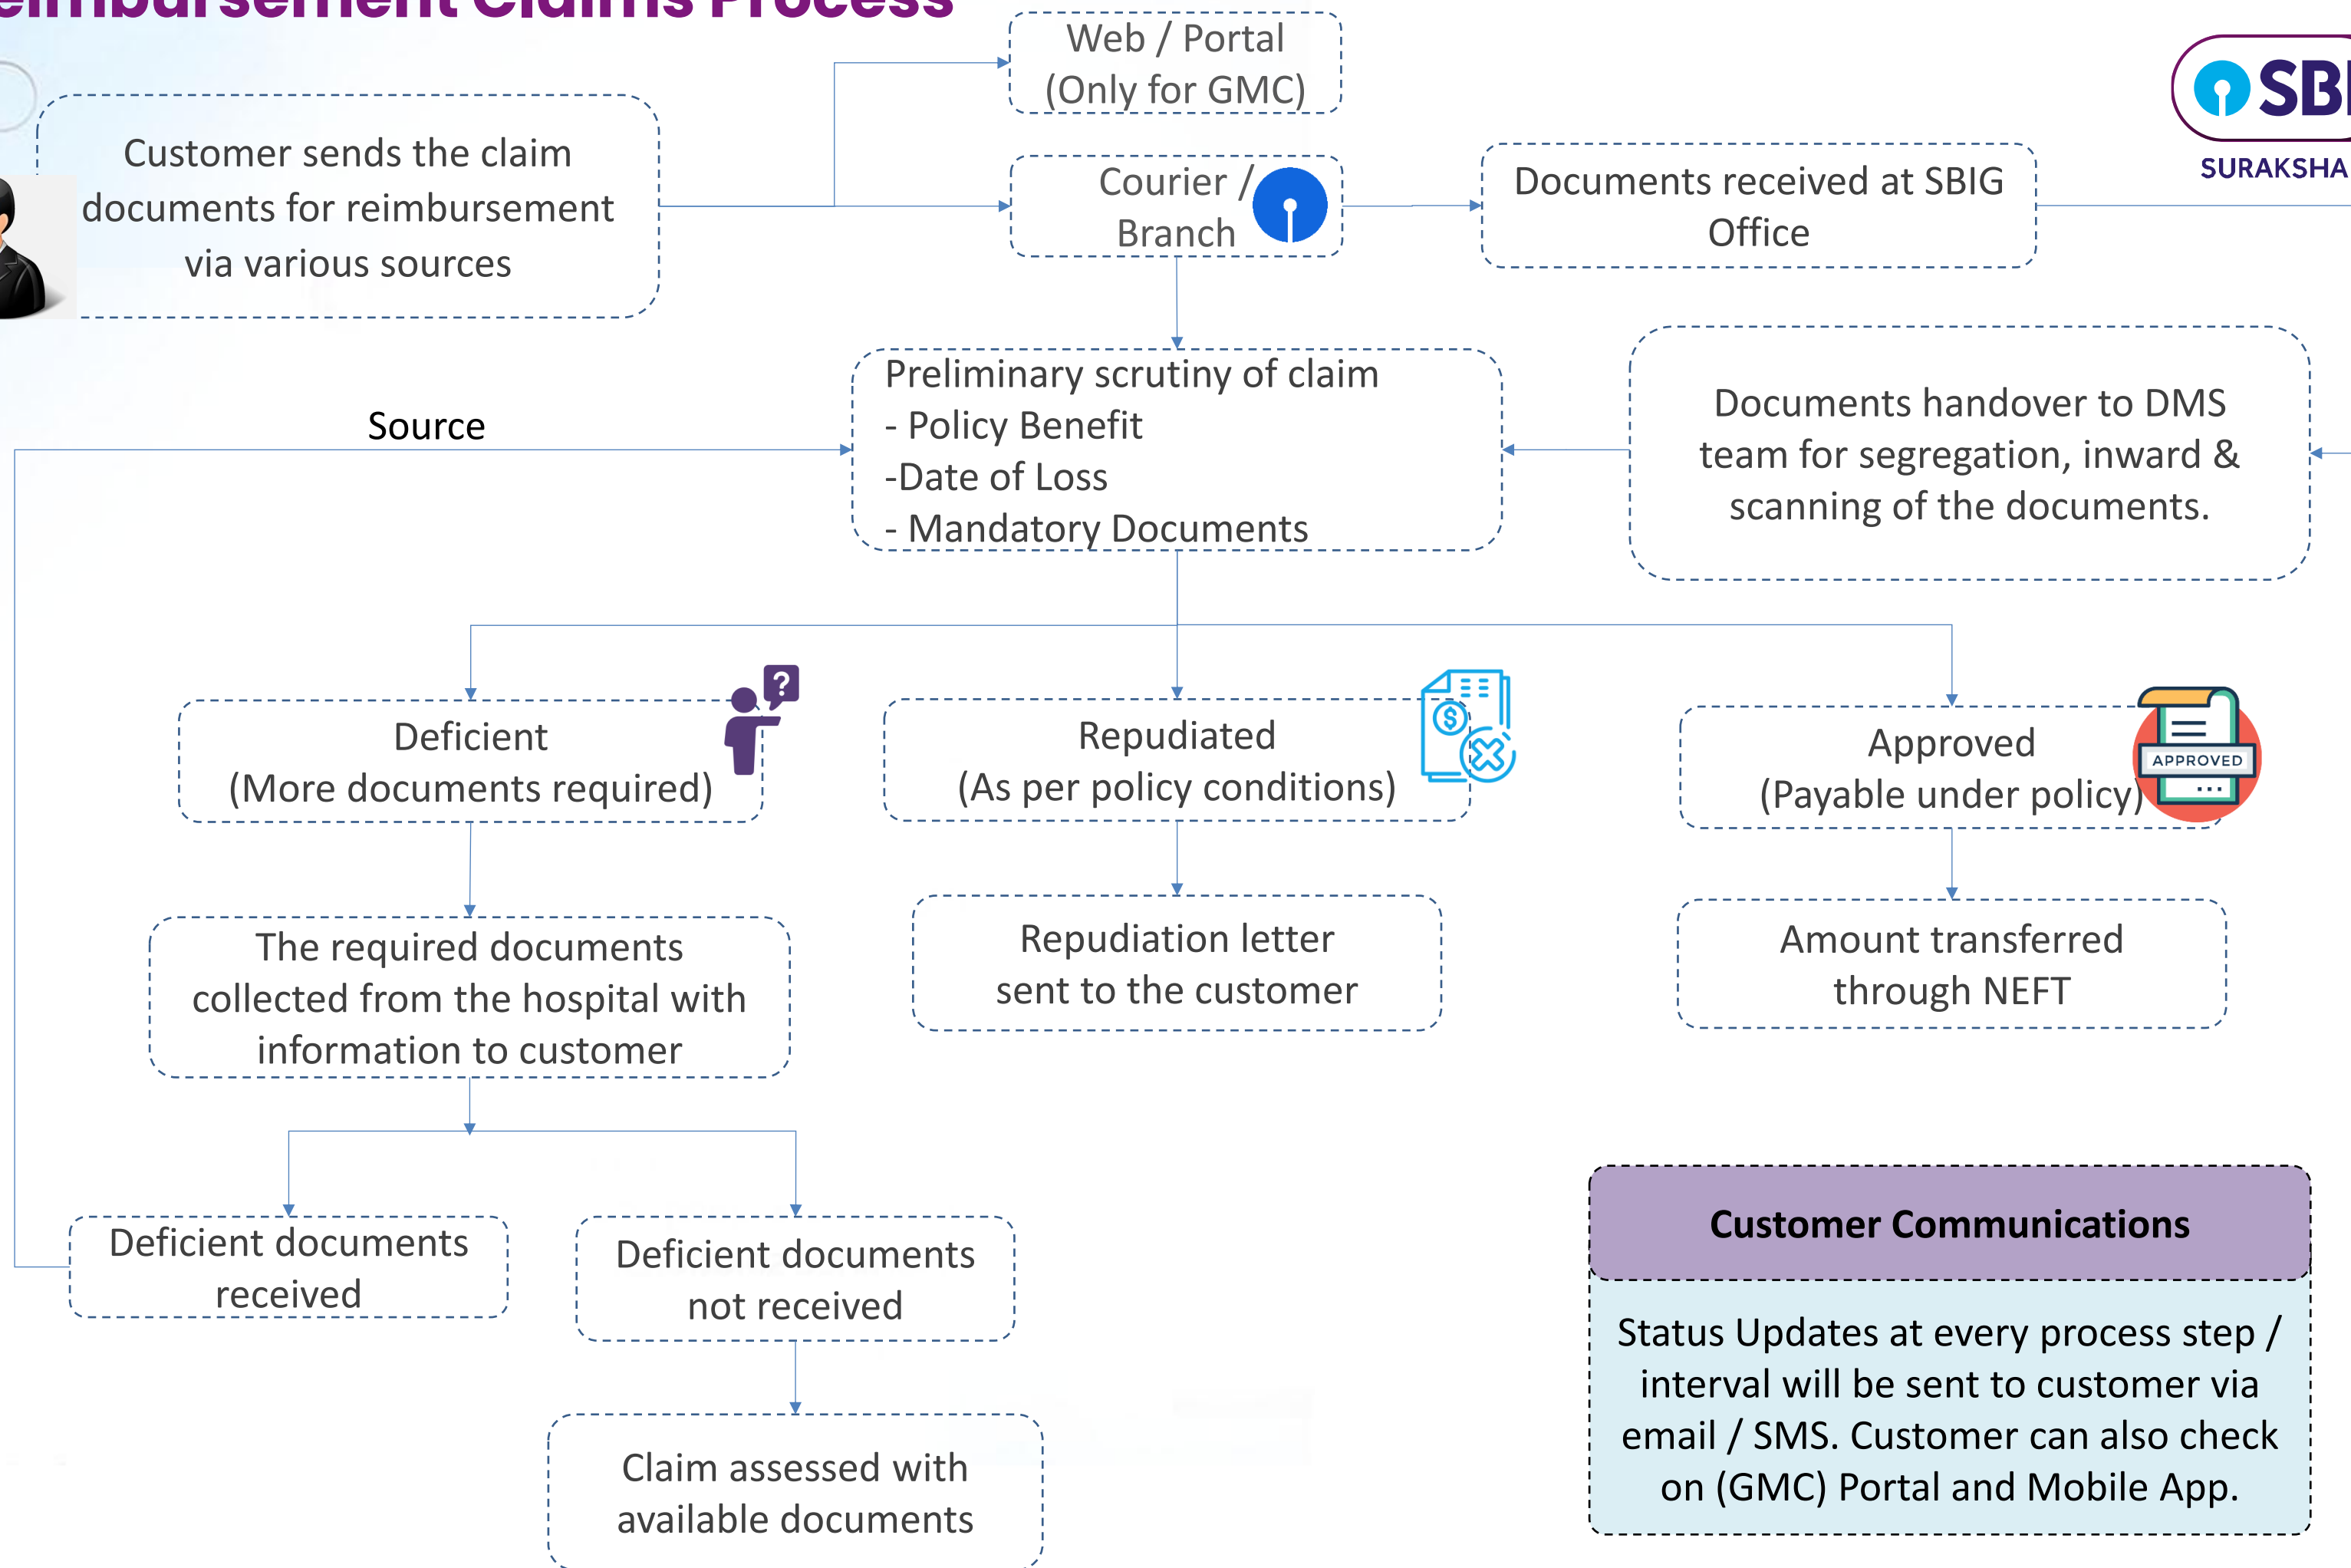 Reimbursement Claims Process
Web / Portal
(Only for GMC)
SBI
SURAKSHA
Customer sends the claim
documents for reimbursement
via various sources
Courier /
Branch
Documents received at SBIG
Office
Source
Preliminary scrutiny of claim
- Policy Benefit
-Date of Loss
- Mandatory Documents
Documents handover to DMS
team for segregation, inward &
scanning of the documents.
?
Deficient
(More documents required)
$
Repudiated
(As per policy conditions)
Approved
(Payable under policy)
APPROVED
The required documents
collected from the hospital with
information to customer
Repudiation letter
sent to the customer
Amount transferred
through NEFT
Deficient documents
received
Deficient documents
not received
Claim assessed with
available documents
Customer Communications
Status Updates at every process step /
interval will be sent to customer via
email / SMS. Customer can also check
on (GMC) Portal and Mobile App.